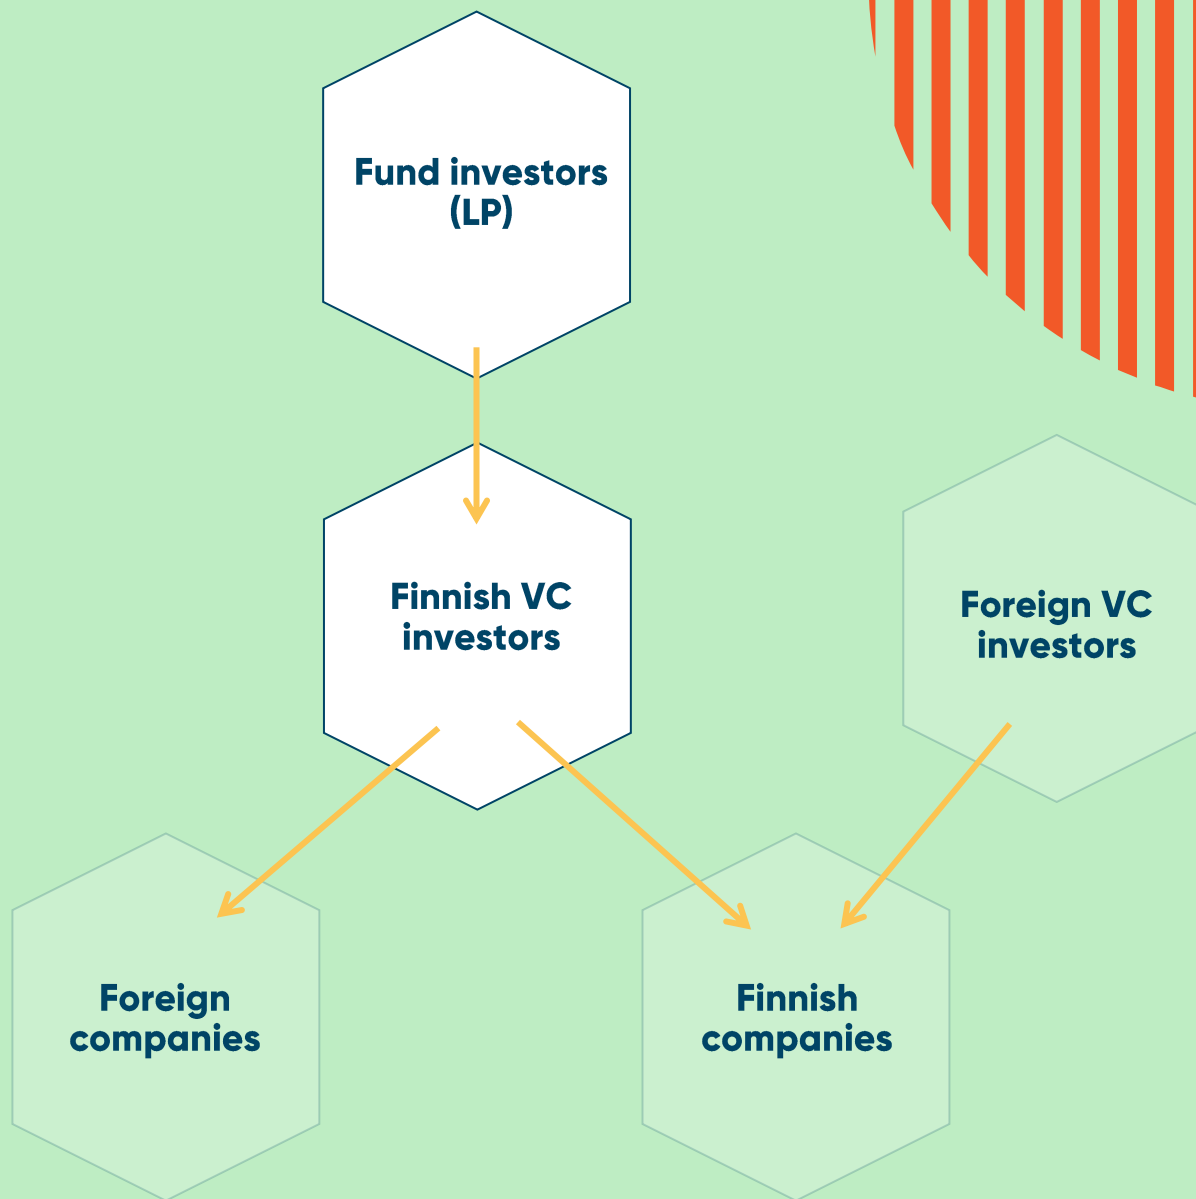 Fund investors
(LP)
Finnish VC
investors
Foreign VC
investors
Foreign
companies
Finnish
companies